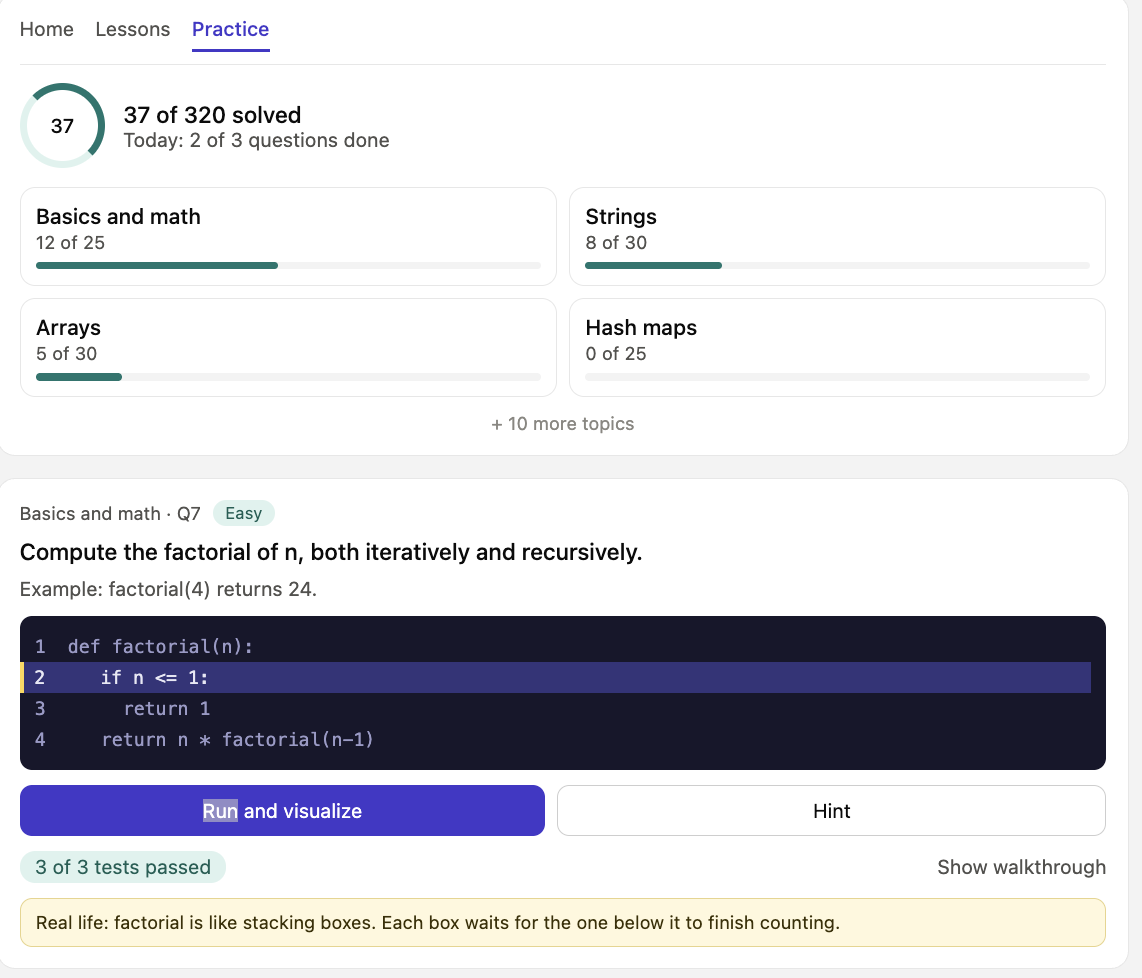 Home Lessons Practice
37
37 of 320 solved
Today: 2 of 3 questions done
Basics and math
12 of 25
Strings
8 of 30
Arrays
5 of 30
Hash maps
0 of 25
+ 10 more topics
Basics and math · Q7 Easy
Compute the factorial of n, both iteratively and recursively.
Example: factorial(4) returns 24.
1 def factorial(n):
2 if n <= 1:
3 return 1
4 return n * factorial(n-1)
Run and visualize
Hint
3 of 3 tests passed
Show walkthrough
Real life: factorial is like stacking boxes. Each box waits for the one below it to finish counting.